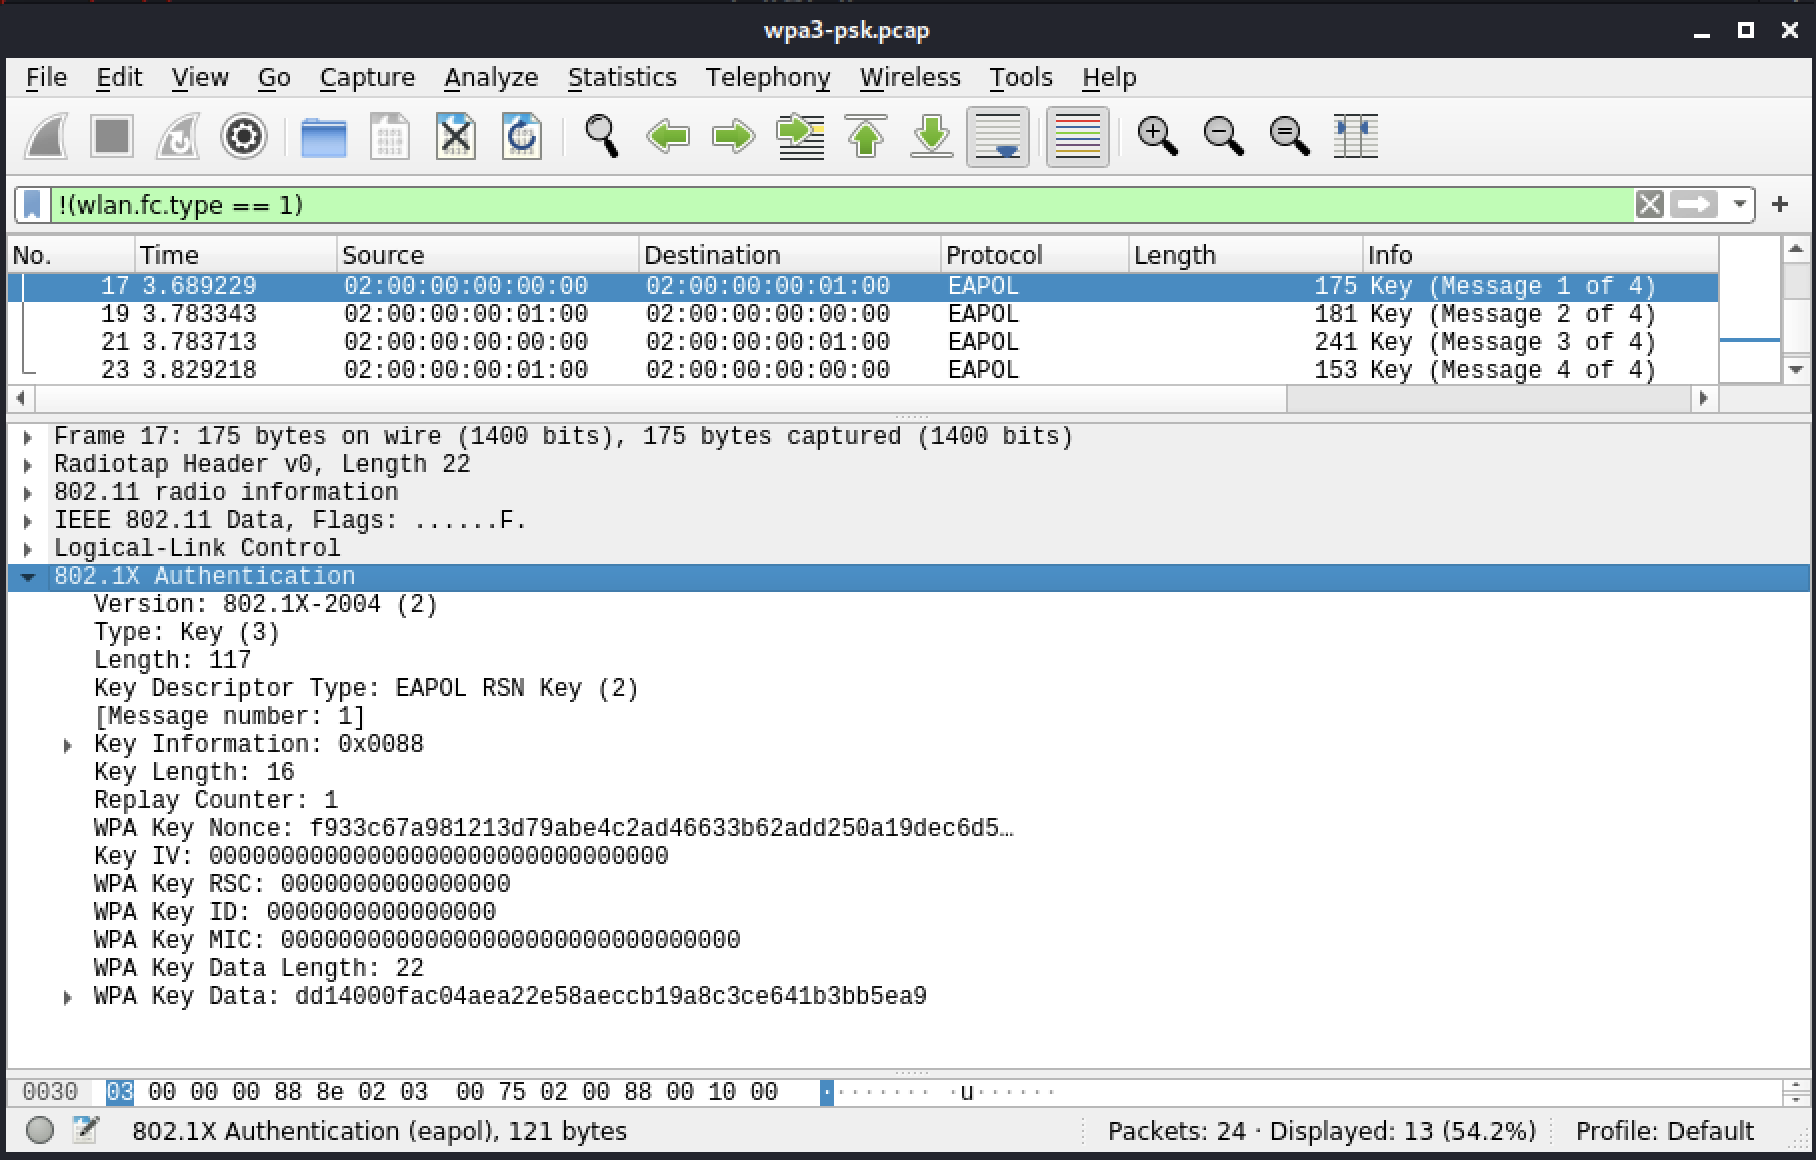 wpa3-psk.pcap
File Edit View Go Capture Analyze Statistics Telephony Wireless Tools Help
!(wlan.fc.type == 1)
No. Time Source Destination Protocol Length Info
17 3.689229 02:00:00:00:00:00 02:00:00:00:01:00 EAPOL 175 Key (Message 1 of 4)
19 3.783343 02:00:00:00:01:00 02:00:00:00:00:00 EAPOL 181 Key (Message 2 of 4)
21 3.783713 02:00:00:00:00:00 02:00:00:00:01:00 EAPOL 241 Key (Message 3 of 4)
23 3.829218 02:00:00:00:01:00 02:00:00:00:00:00 EAPOL 153 Key (Message 4 of 4)
Frame 17: 175 bytes on wire (1400 bits), 175 bytes captured (1400 bits)
Radiotap Header v0, Length 22
802.11 radio information
IEEE 802.11 Data, Flags: ......F.
Logical-Link Control
802.1X Authentication
Version: 802.1X-2004 (2)
Type: Key (3)
Length: 117
Key Descriptor Type: EAPOL RSN Key (2)
[Message number: 1]
Key Information: 0x0088
Key Length: 16
Replay Counter: 1
WPA Key Nonce: f933c67a981213d79abe4c2ad46633b62add250a19dec6d5…
Key IV: 00000000000000000000000000000000
WPA Key RSC: 0000000000000000
WPA Key ID: 0000000000000000
WPA Key MIC: 00000000000000000000000000000000
WPA Key Data Length: 22
WPA Key Data: dd14000fac04aea22e58aeccb19a8c3ce641b3bb5ea9
0030 03 00 00 00 88 8e 02 03 00 75 02 00 88 00 10 00 ········ ·u······
802.1X Authentication (eapol), 121 bytes Packets: 24 · Displayed: 13 (54.2%) Profile: Default